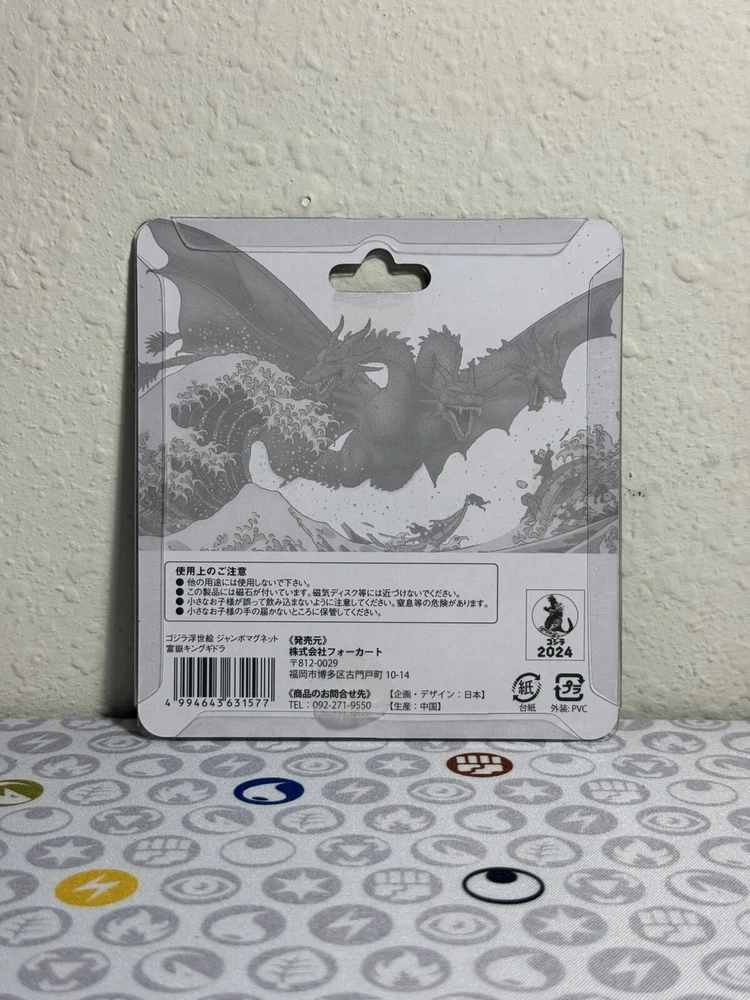 使用上のご注意
● 他の用途には使用しないで下さい。
● この製品には磁石が付いています。磁気ディスク等には近づけないでください。
● 小さなお子様が誤って飲み込まないように注意してください。窒息等の危険があります。
● 小さなお子様の手の届かないところに保管してください。
ゴジラ浮世絵 ジャンボマグネット
富嶽キングギドラ
4 994643 631577
《発売元》
株式会社フォーカート
〒812-0029
福岡市博多区古門戸町 10-14
《商品のお問合せ先》
TEL：092-271-9550
【企画・デザイン：日本】
【生産：中国】
ゴジラ
2024
紙
台紙
プラ
外装: PVC